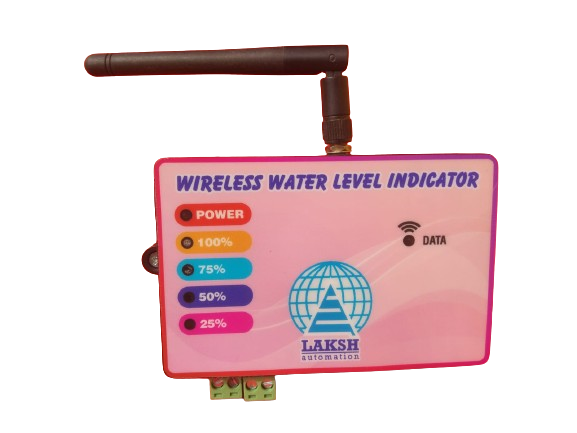 WIRELESS WATER LEVEL INDICATOR
POWER
100%
75%
50%
25%
DATA
LAKSH
automation